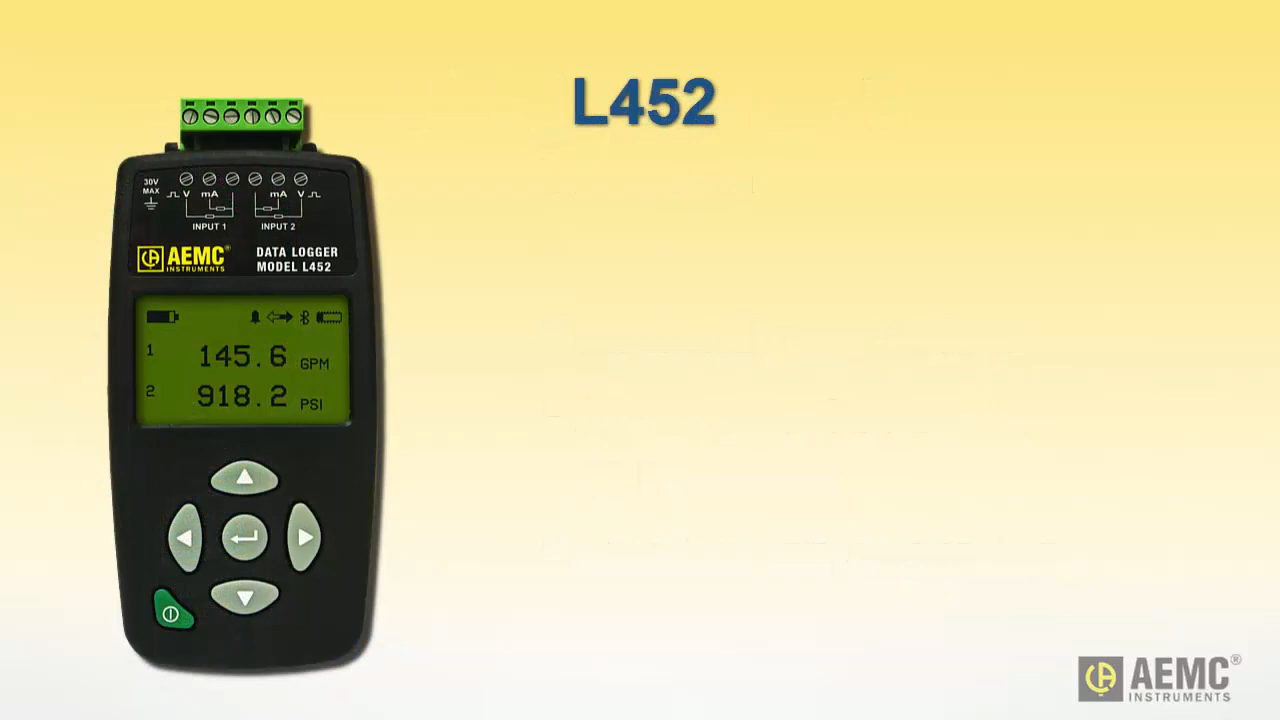 L452
30V
MAX
V mA mA V
INPUT 1 INPUT 2
AEMC®
INSTRUMENTS
DATA LOGGER
MODEL L452
1 145.6 GPM
2 918.2 PSI
AEMC®
INSTRUMENTS